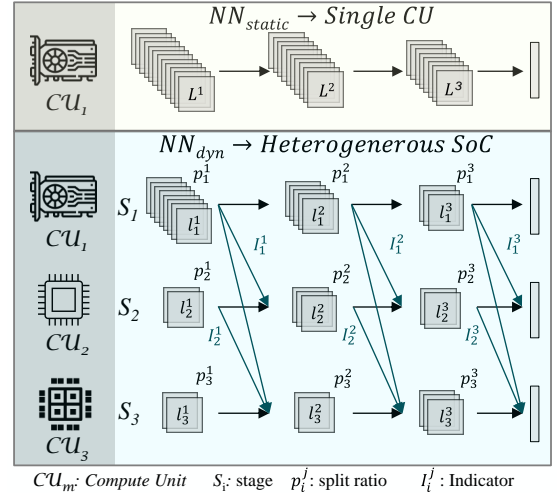 NN_static → Single CU
CU_1
L^1
L^2
L^3
NN_dyn → Heterogenerous SoC
p_1^1
p_1^2
p_1^3
CU_1
S_1
l_1^1
l_1^2
l_1^3
I_1^1
I_1^2
I_1^3
p_2^1
p_2^2
p_2^3
CU_2
S_2
l_2^1
l_2^2
l_2^3
I_2^1
I_2^2
I_2^3
p_3^1
p_3^2
p_3^3
CU_3
S_3
l_3^1
l_3^2
l_3^3
CU_m: Compute Unit S_i: stage p_i^j: split ratio I_i^j : Indicator